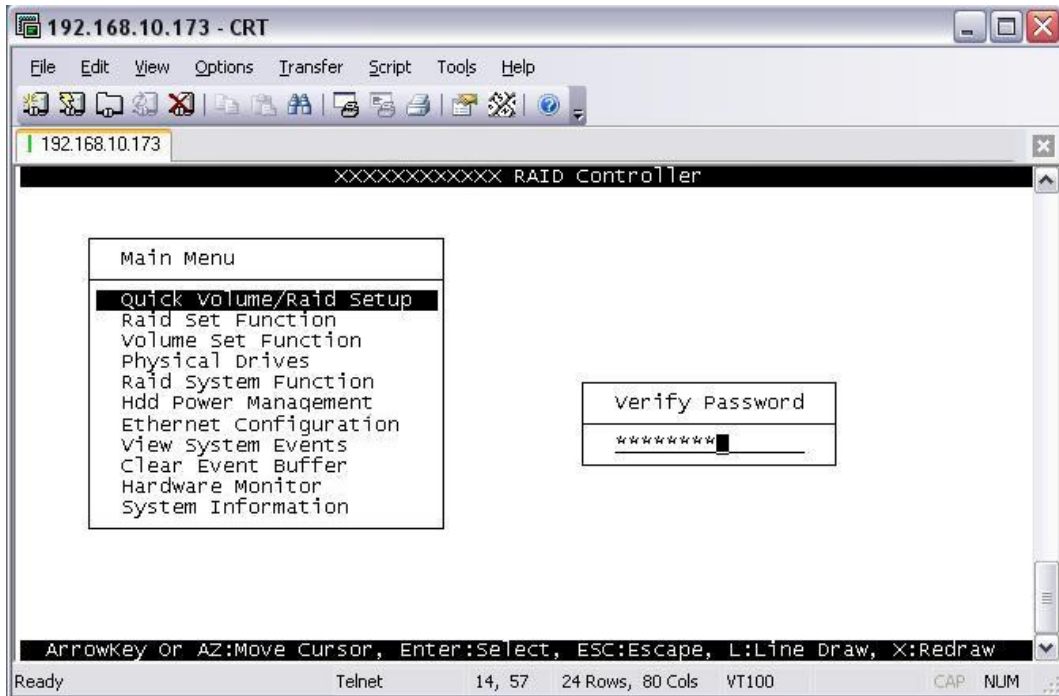 192.168.10.173 - CRT
File Edit View Options Transfer Script Tools Help
192.168.10.173
XXXXXXXXXXXX RAID Controller
Main Menu
Quick Volume/Raid Setup
Raid Set Function
Volume Set Function
Physical Drives
Raid System Function
Hdd Power Management
Ethernet Configuration
View System Events
Clear Event Buffer
Hardware Monitor
System Information
Verify Password
********
ArrowKey Or AZ:Move Cursor, Enter:Select, ESC:Escape, L:Line Draw, X:Redraw
Ready Telnet 14, 57 24 Rows, 80 Cols VT100 CAP NUM